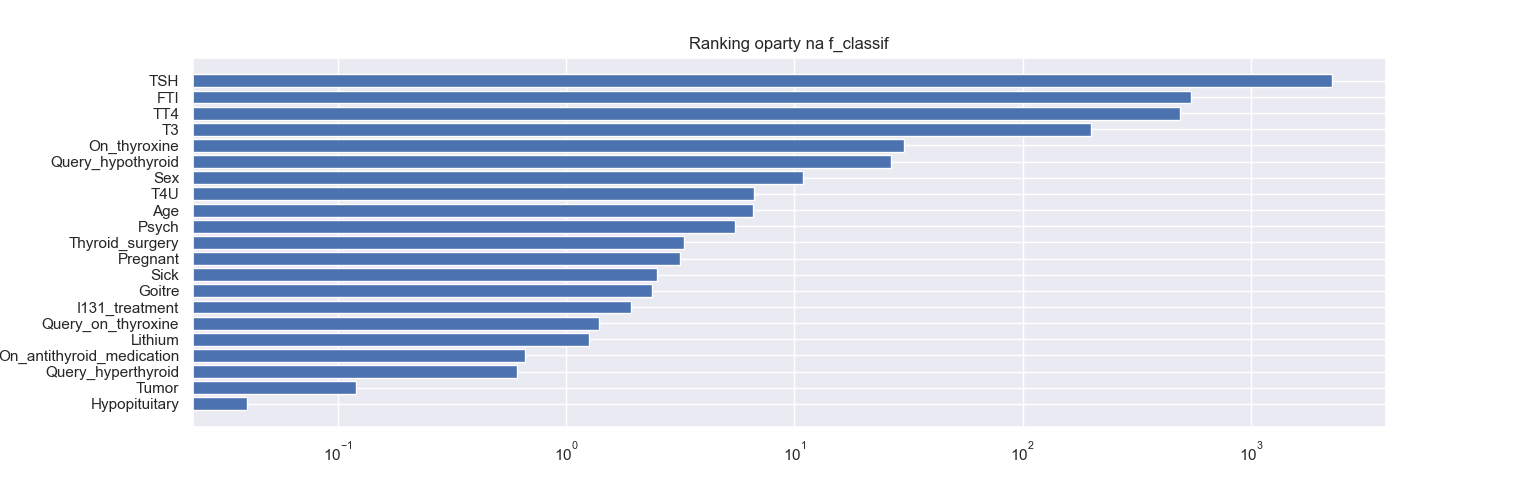 Ranking oparty na f_classif
TSH
FTI
TT4
T3
On_thyroxine
Query_hypothyroid
Sex
T4U
Age
Psych
Thyroid_surgery
Pregnant
Sick
Goitre
I131_treatment
Query_on_thyroxine
Lithium
On_antithyroid_medication
Query_hyperthyroid
Tumor
Hypopituitary
10⁻¹ 10⁰ 10¹ 10² 10³